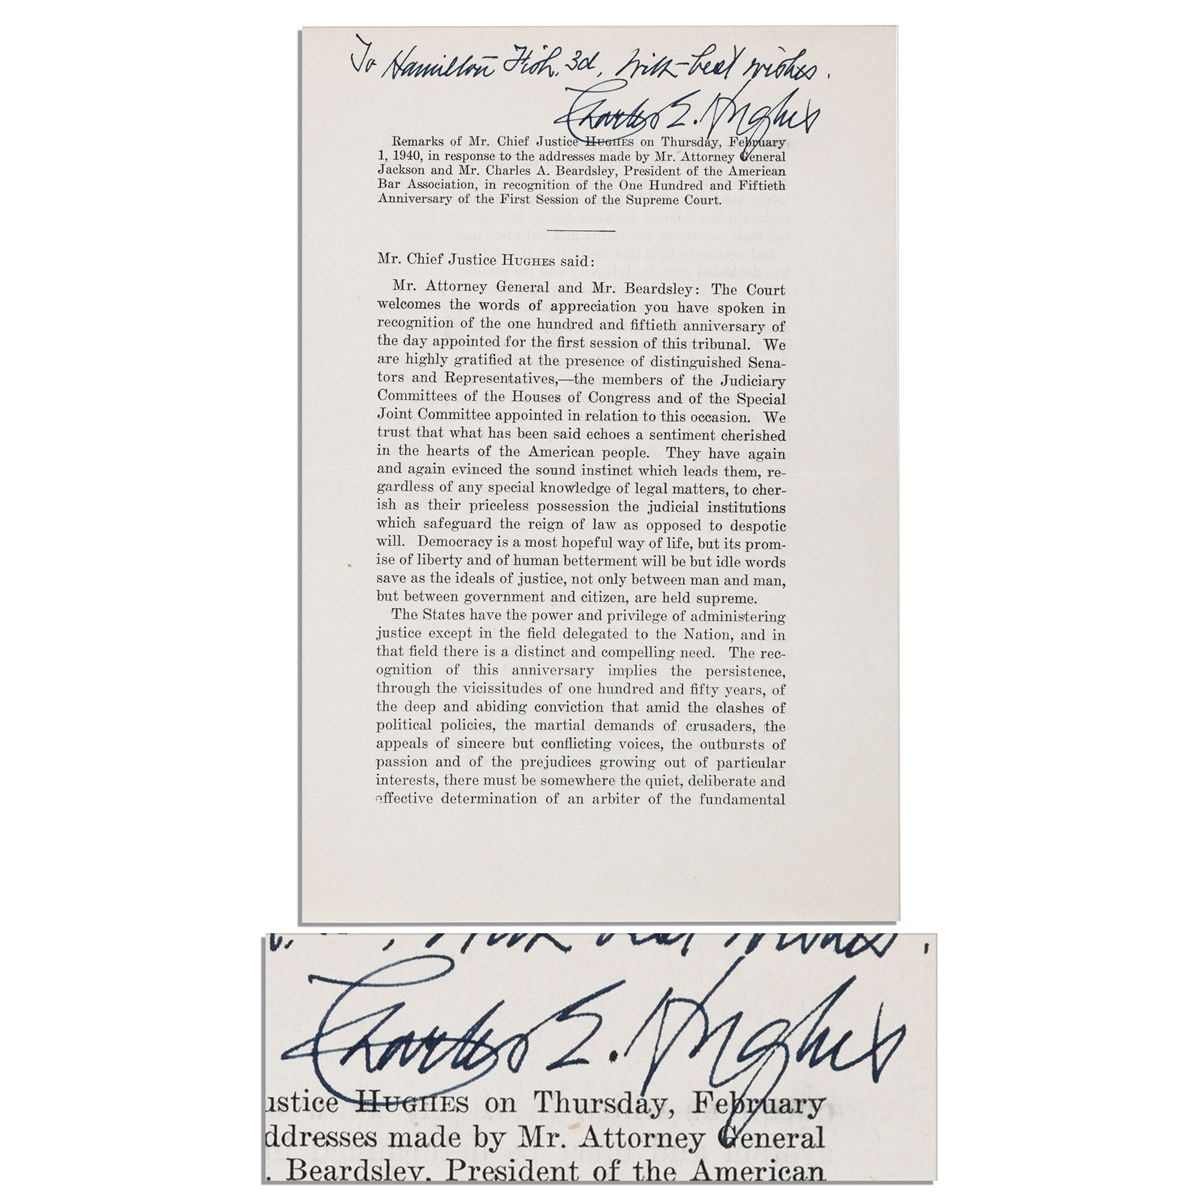 To Hamilton Fish, 3d, With best wishes.
Charles E. Hughes
Remarks of Mr. Chief Justice HUGHES on Thursday, February
1, 1940, in response to the addresses made by Mr. Attorney General
Jackson and Mr. Charles A. Beardsley, President of the American
Bar Association, in recognition of the One Hundred and Fiftieth
Anniversary of the First Session of the Supreme Court.
Mr. Chief Justice HUGHES said:
Mr. Attorney General and Mr. Beardsley: The Court
welcomes the words of appreciation you have spoken in
recognition of the one hundred and fiftieth anniversary of
the day appointed for the first session of this tribunal. We
are highly gratified at the presence of distinguished Sena-
tors and Representatives,—the members of the Judiciary
Committees of the Houses of Congress and of the Special
Joint Committee appointed in relation to this occasion. We
trust that what has been said echoes a sentiment cherished
in the hearts of the American people. They have again
and again evinced the sound instinct which leads them, re-
gardless of any special knowledge of legal matters, to cher-
ish as their priceless possession the judicial institutions
which safeguard the reign of law as opposed to despotic
will. Democracy is a most hopeful way of life, but its prom-
ise of liberty and of human betterment will be but idle words
save as the ideals of justice, not only between man and man,
but between government and citizen, are held supreme.
The States have the power and privilege of administering
justice except in the field delegated to the Nation, and in
that field there is a distinct and compelling need. The rec-
ognition of this anniversary implies the persistence,
through the vicissitudes of one hundred and fifty years, of
the deep and abiding conviction that amid the clashes of
political policies, the martial demands of crusaders, the
appeals of sincere but conflicting voices, the outbursts of
passion and of the prejudices growing out of particular
interests, there must be somewhere the quiet, deliberate and
effective determination of an arbiter of the fundamental
With best wishes.
Charles E. Hughes
ustice HUGHES on Thursday, February
ddresses made by Mr. Attorney General
. Beardsley, President of the American